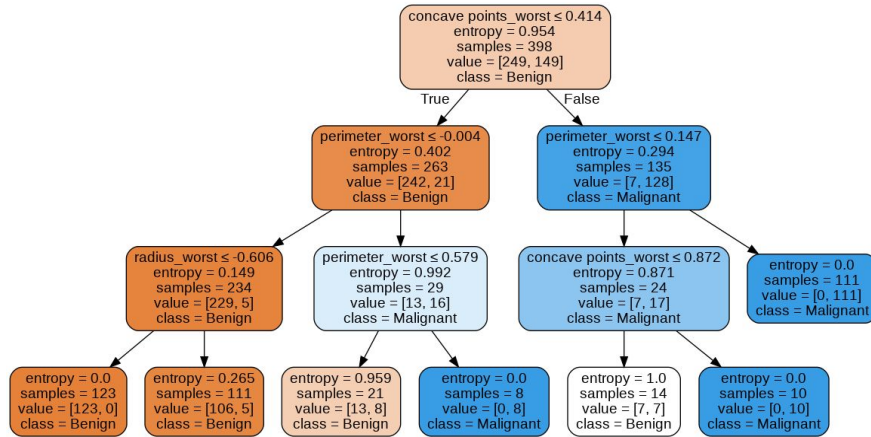 concave points_worst ≤ 0.414
entropy = 0.954
samples = 398
value = [249, 149]
class = Benign
True
False
perimeter_worst ≤ -0.004
entropy = 0.402
samples = 263
value = [242, 21]
class = Benign
perimeter_worst ≤ 0.147
entropy = 0.294
samples = 135
value = [7, 128]
class = Malignant
radius_worst ≤ -0.606
entropy = 0.149
samples = 234
value = [229, 5]
class = Benign
perimeter_worst ≤ 0.579
entropy = 0.992
samples = 29
value = [13, 16]
class = Malignant
concave points_worst ≤ 0.872
entropy = 0.871
samples = 24
value = [7, 17]
class = Malignant
entropy = 0.0
samples = 111
value = [0, 111]
class = Malignant
entropy = 0.0
samples = 123
value = [123, 0]
class = Benign
entropy = 0.265
samples = 111
value = [106, 5]
class = Benign
entropy = 0.959
samples = 21
value = [13, 8]
class = Benign
entropy = 0.0
samples = 8
value = [0, 8]
class = Malignant
entropy = 1.0
samples = 14
value = [7, 7]
class = Benign
entropy = 0.0
samples = 10
value = [0, 10]
class = Malignant